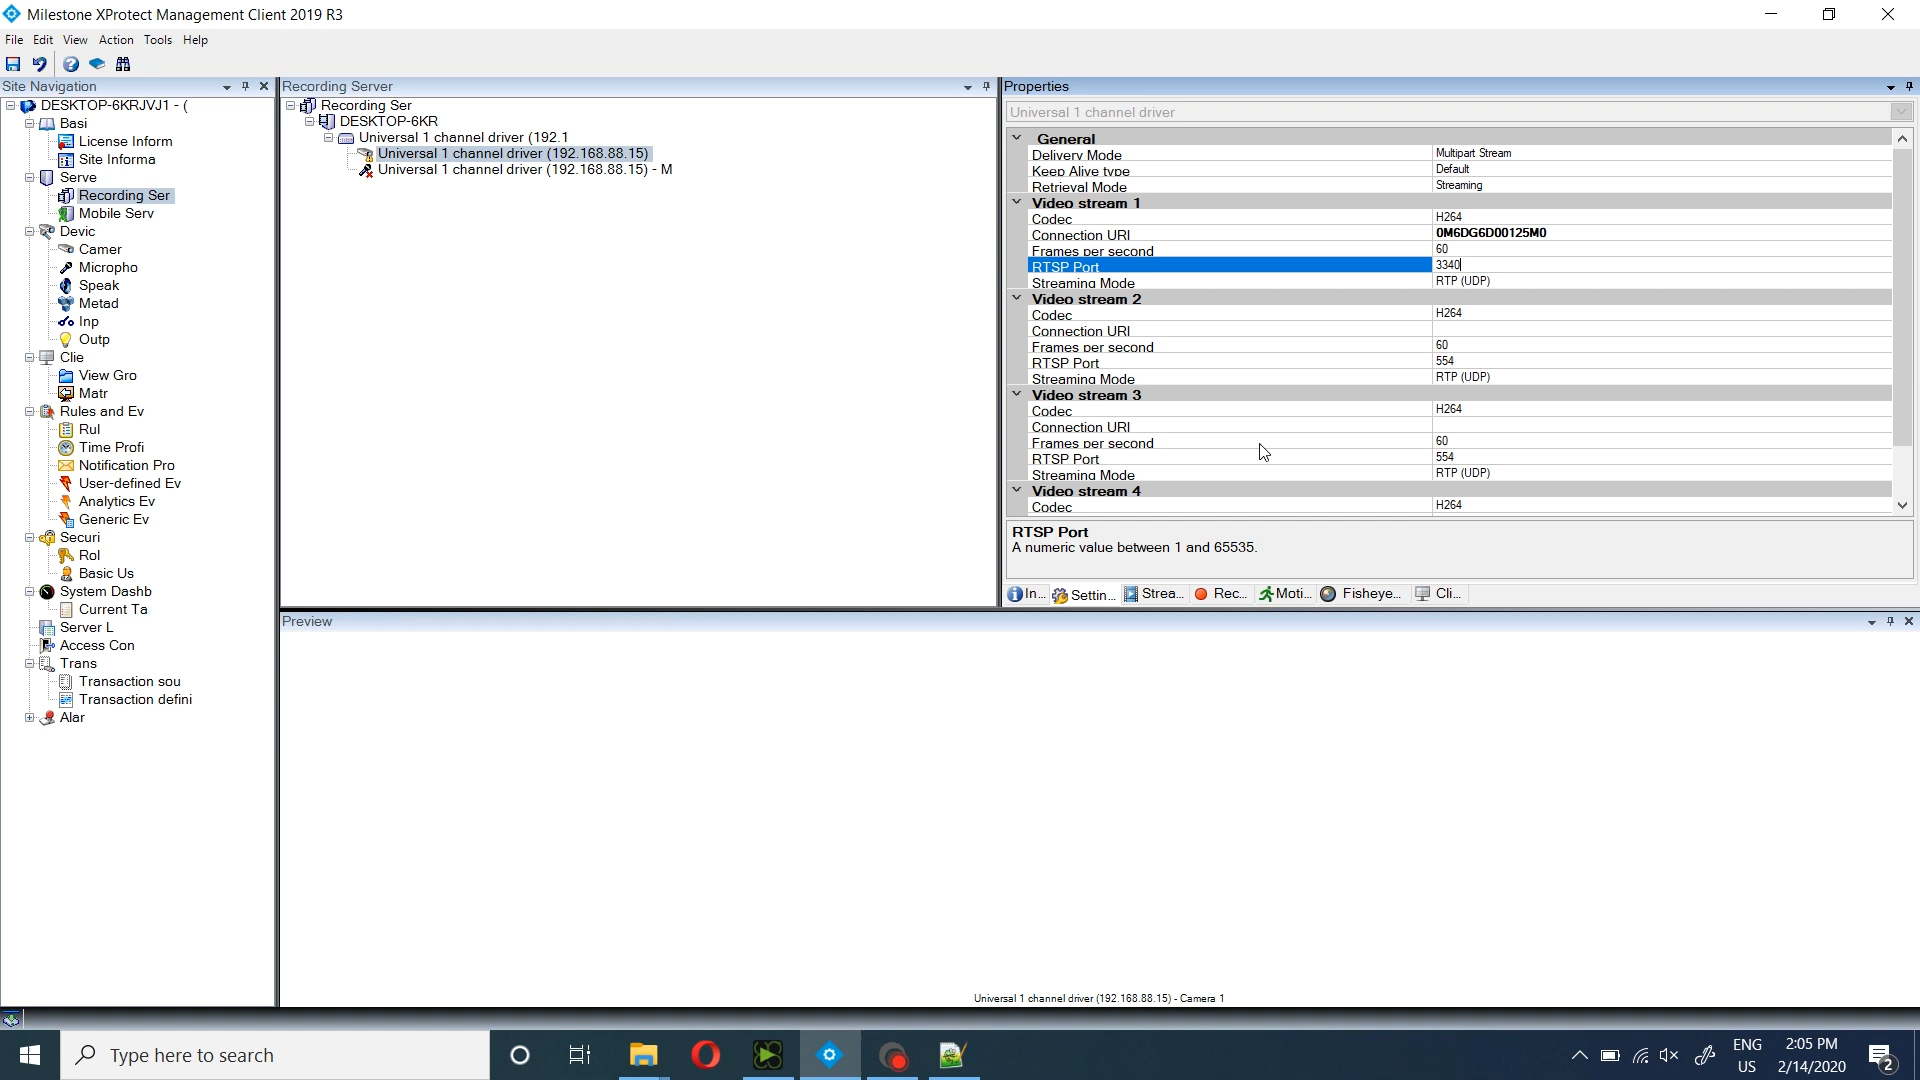 Milestone XProtect Management Client 2019 R3
File Edit View Action Tools Help
Site Navigation
DESKTOP-6KRJVJ1 - (
Basi
License Inform
Site Informa
Serve
Recording Ser
Mobile Serv
Devic
Camer
Micropho
Speak
Metad
Inp
Outp
Clie
View Gro
Matr
Rules and Ev
Rul
Time Profi
Notification Pro
User-defined Ev
Analytics Ev
Generic Ev
Securi
Rol
Basic Us
System Dashb
Current Ta
Server L
Access Con
Trans
Transaction sou
Transaction defini
Alar
Recording Server
Recording Ser
DESKTOP-6KR
Universal 1 channel driver (192.1
Universal 1 channel driver (192.168.88.15)
Universal 1 channel driver (192.168.88.15) - M
Properties
Universal 1 channel driver
General
Delivery Mode Multipart Stream
Keep Alive type Default
Retrieval Mode Streaming
Video stream 1
Codec H264
Connection URI 0M6DG6D00125M0
Frames per second 60
RTSP Port 3340
Streaming Mode RTP (UDP)
Video stream 2
Codec H264
Connection URI
Frames per second 60
RTSP Port 554
Streaming Mode RTP (UDP)
Video stream 3
Codec H264
Connection URI
Frames per second 60
RTSP Port 554
Streaming Mode RTP (UDP)
Video stream 4
Codec H264
RTSP Port
A numeric value between 1 and 65535.
In... Settin... Strea... Rec... Moti... Fisheye... Cli...
Preview
Universal 1 channel driver (192.168.88.15) - Camera 1
Type here to search
ENG
US
2:05 PM
2/14/2020
2